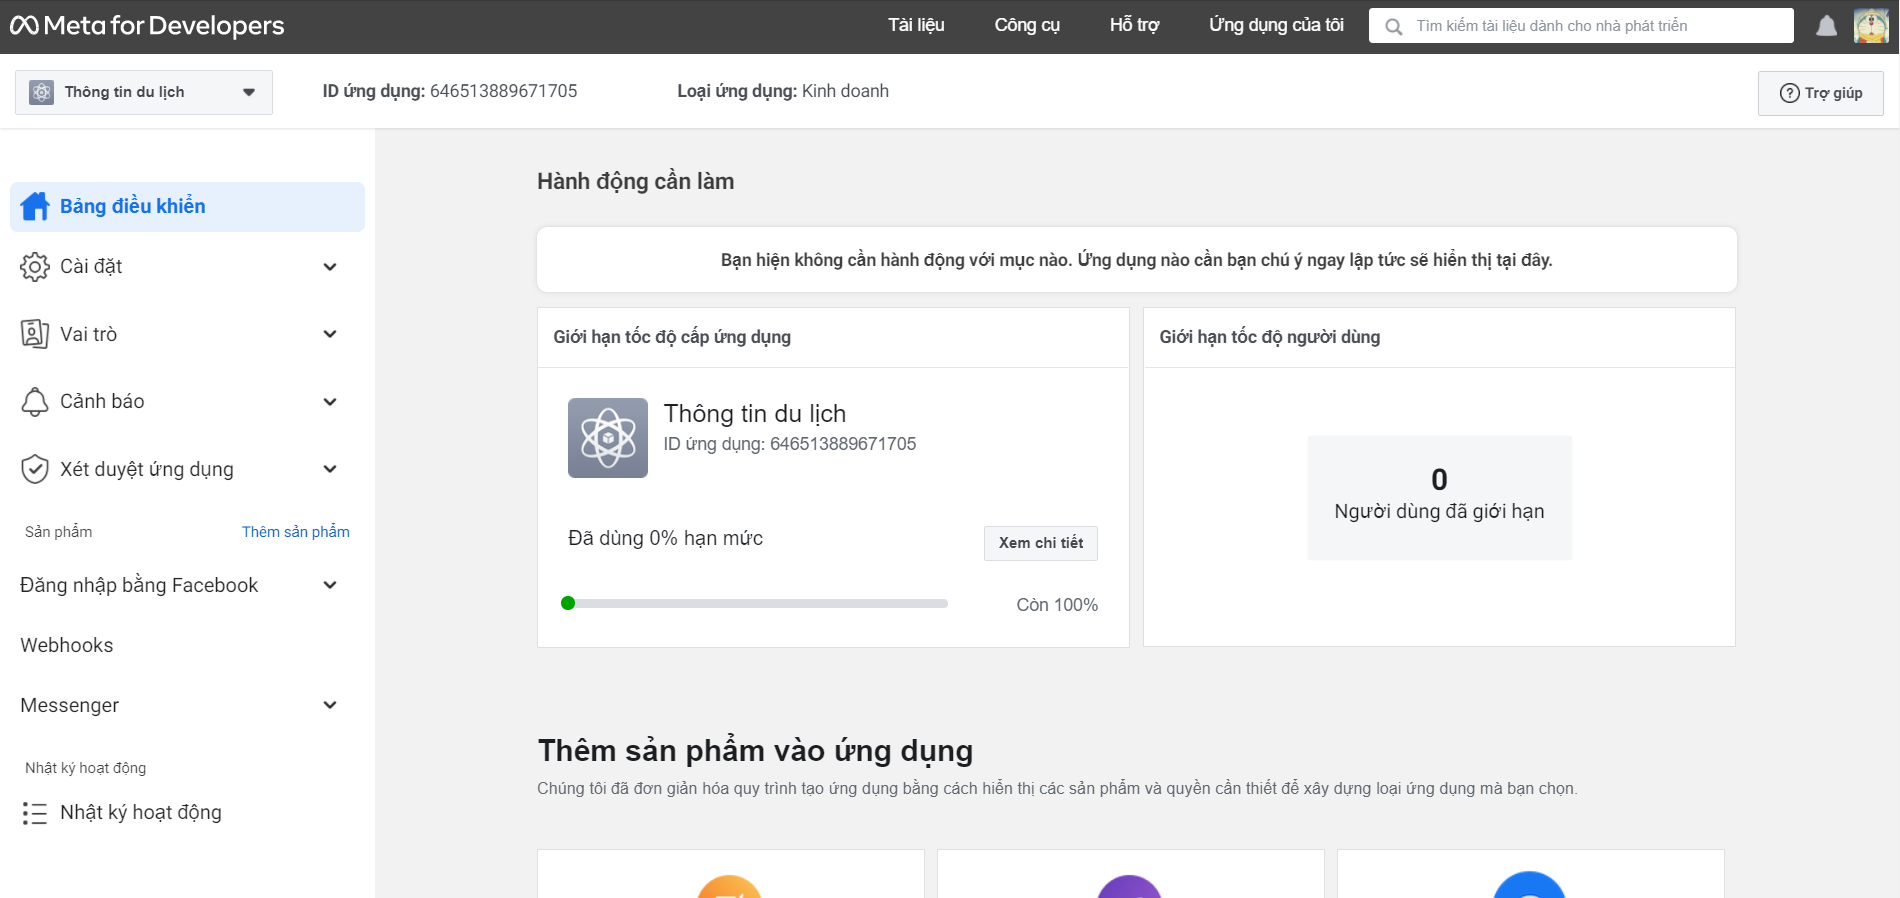 Meta for Developers
Tài liệu
Công cụ
Hỗ trợ
Ứng dụng của tôi
Tìm kiếm tài liệu dành cho nhà phát triển
Thông tin du lịch
ID ứng dụng: 646513889671705
Loại ứng dụng: Kinh doanh
Trợ giúp
Bảng điều khiển
Cài đặt
Vai trò
Cảnh báo
Xét duyệt ứng dụng
Sản phẩm
Thêm sản phẩm
Đăng nhập bằng Facebook
Webhooks
Messenger
Nhật ký hoạt động
Nhật ký hoạt động
Hành động cần làm
Bạn hiện không cần hành động với mục nào. Ứng dụng nào cần bạn chú ý ngay lập tức sẽ hiển thị tại đây.
Giới hạn tốc độ cấp ứng dụng
Thông tin du lịch
ID ứng dụng: 646513889671705
Đã dùng 0% hạn mức
Xem chi tiết
Còn 100%
Giới hạn tốc độ người dùng
0
Người dùng đã giới hạn
Thêm sản phẩm vào ứng dụng
Chúng tôi đã đơn giản hóa quy trình tạo ứng dụng bằng cách hiển thị các sản phẩm và quyền cần thiết để xây dựng loại ứng dụng mà bạn chọn.